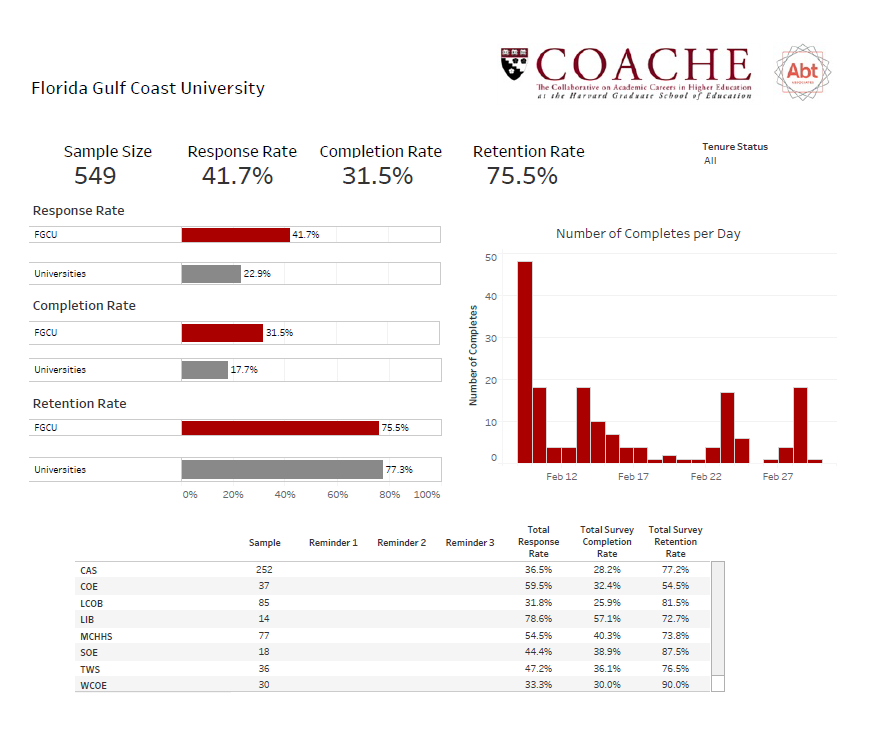 COACHE
The Collaborative on Academic Careers in Higher Education
at the Harvard Graduate School of Education
Abt
ASSOCIATES
Florida Gulf Coast University
Sample Size Response Rate Completion Rate Retention Rate
549 41.7% 31.5% 75.5%
Tenure Status
All
Response Rate
FGCU 41.7%
Universities 22.9%
Completion Rate
FGCU 31.5%
Universities 17.7%
Retention Rate
FGCU 75.5%
Universities 77.3%
0% 20% 40% 60% 80% 100%
Number of Completes per Day
Number of Completes
50
40
30
20
10
0
Feb 12 Feb 17 Feb 22 Feb 27
Sample Reminder 1 Reminder 2 Reminder 3 Total Response Rate Total Survey Completion Rate Total Survey Retention Rate
CAS 252 36.5% 28.2% 77.2%
COE 37 59.5% 32.4% 54.5%
LCOB 85 31.8% 25.9% 81.5%
LIB 14 78.6% 57.1% 72.7%
MCHHS 77 54.5% 40.3% 73.8%
SOE 18 44.4% 38.9% 87.5%
TWS 36 47.2% 36.1% 76.5%
WCOE 30 33.3% 30.0% 90.0%